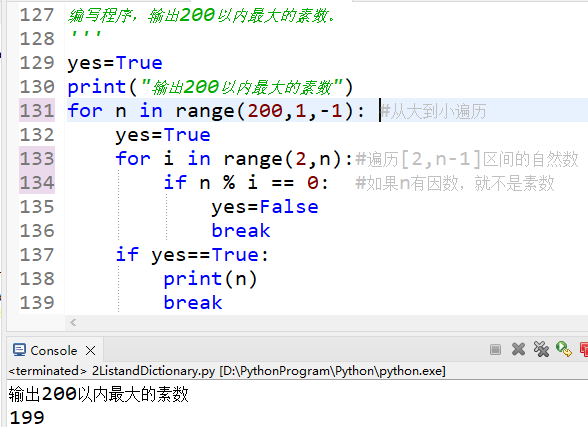 127 编写程序，输出200以内最大的素数.
128 '''
129 yes=True
130 print("输出200以内最大的素数")
131 for n in range(200,1,-1): #从大到小遍历
132 yes=True
133 for i in range(2,n):#遍历[2,n-1]区间的自然数
134 if n % i == 0: #如果n有因数，就不是素数
135 yes=False
136 break
137 if yes==True:
138 print(n)
139 break
Console
<terminated> 2ListandDictionary.py [D:\PythonProgram\Python\python.exe]
输出200以内最大的素数
199